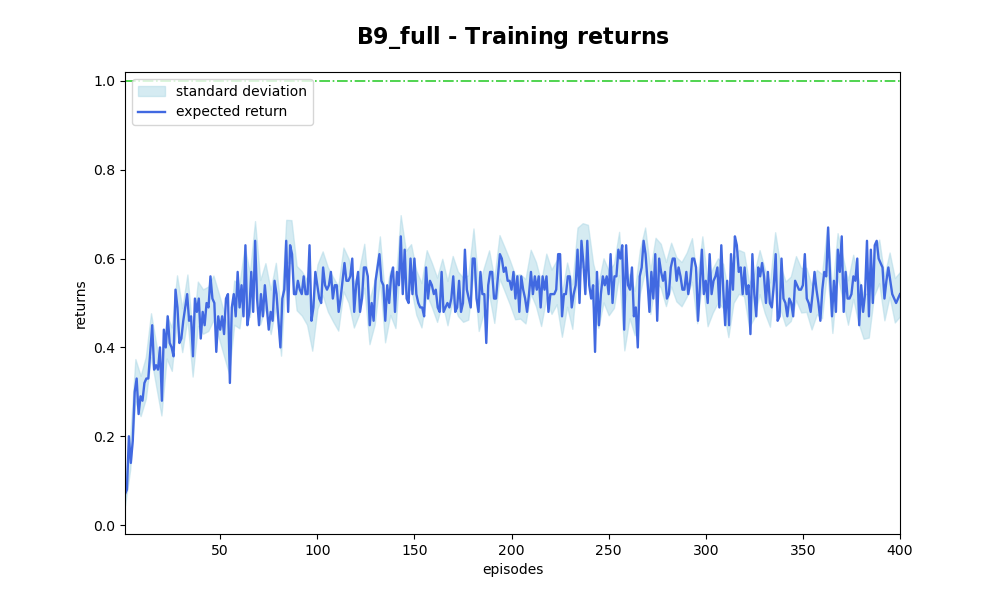 B9_full - Training returns
standard deviation
expected return
returns
1.0
0.8
0.6
0.4
0.2
0.0
50
100
150
200
250
300
350
400
episodes